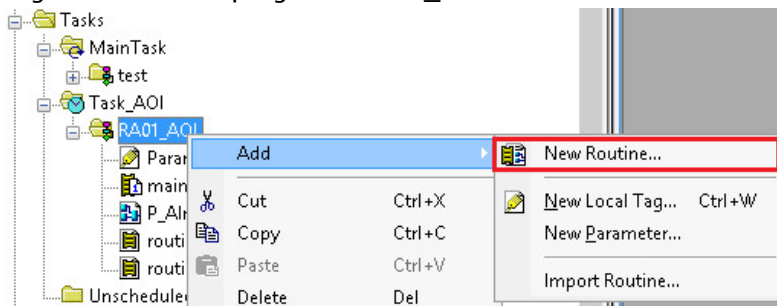 Tasks
MainTask
test
Task_AOI
RA01_AOI
Add
New Routine...
Cut Ctrl+X
New Local Tag... Ctrl+W
Copy Ctrl+C
New Parameter...
Paste Ctrl+V
Import Routine...
Delete Del